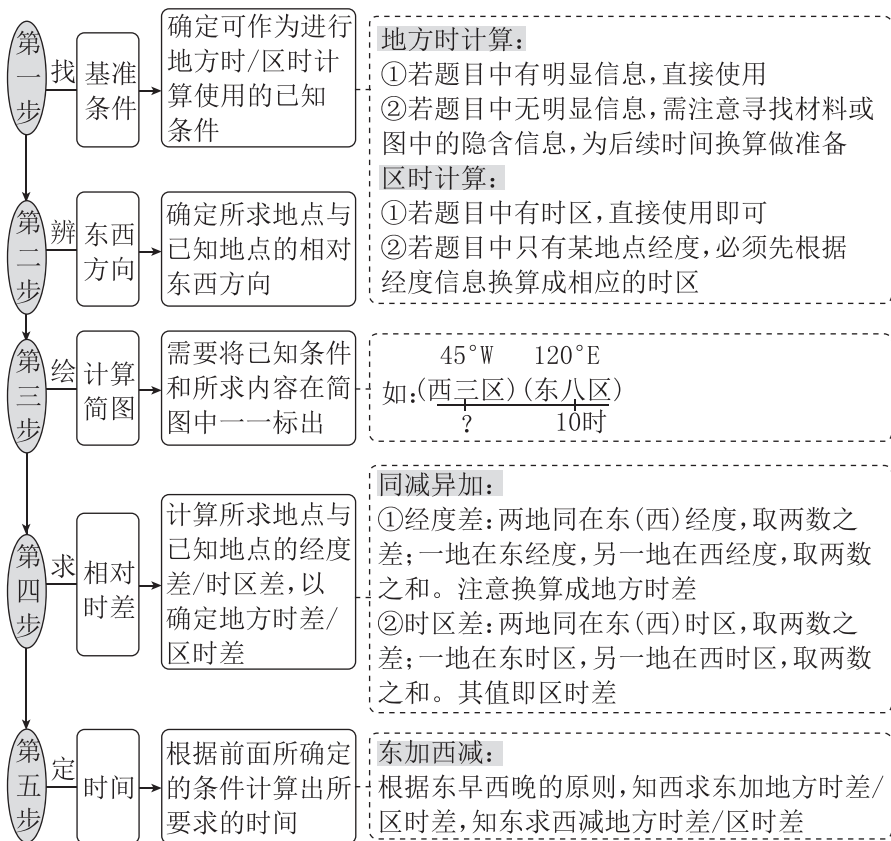 第一步
找
基准
条件
确定可作为进行
地方时/区时计
算使用的已知
条件
地方时计算:
①若题目中有明显信息,直接使用
②若题目中无明显信息,需注意寻找材料或
图中的隐含信息,为后续时间换算做准备
区时计算:
①若题目中有时区,直接使用即可
②若题目中只有某地点经度,必须先根据
经度信息换算成相应的时区
第二步
辨
东西
方向
确定所求地点与
已知地点的相对
东西方向
第三步
绘
计算
简图
需要将已知条件
和所求内容在简
图中一一标出
45°W 120°E
如:(西三区)(东八区)
? 10时
第四步
求
相对
时差
计算所求地点与
已知地点的经度
差/时区差,以
确定地方时差/
区时差
同减异加:
①经度差:两地同在东(西)经度,取两数之
差;一地在东经度,另一地在西经度,取两数
之和。注意换算成地方时差
②时区差:两地同在东(西)时区,取两数之
差;一地在东时区,另一地在西时区,取两数
之和。其值即区时差
第五步
定
时间
根据前面所确定
的条件计算出所
要求的时间
东加西减:
根据东早西晚的原则,知西求东加地方时差/
区时差,知东求西减地方时差/区时差